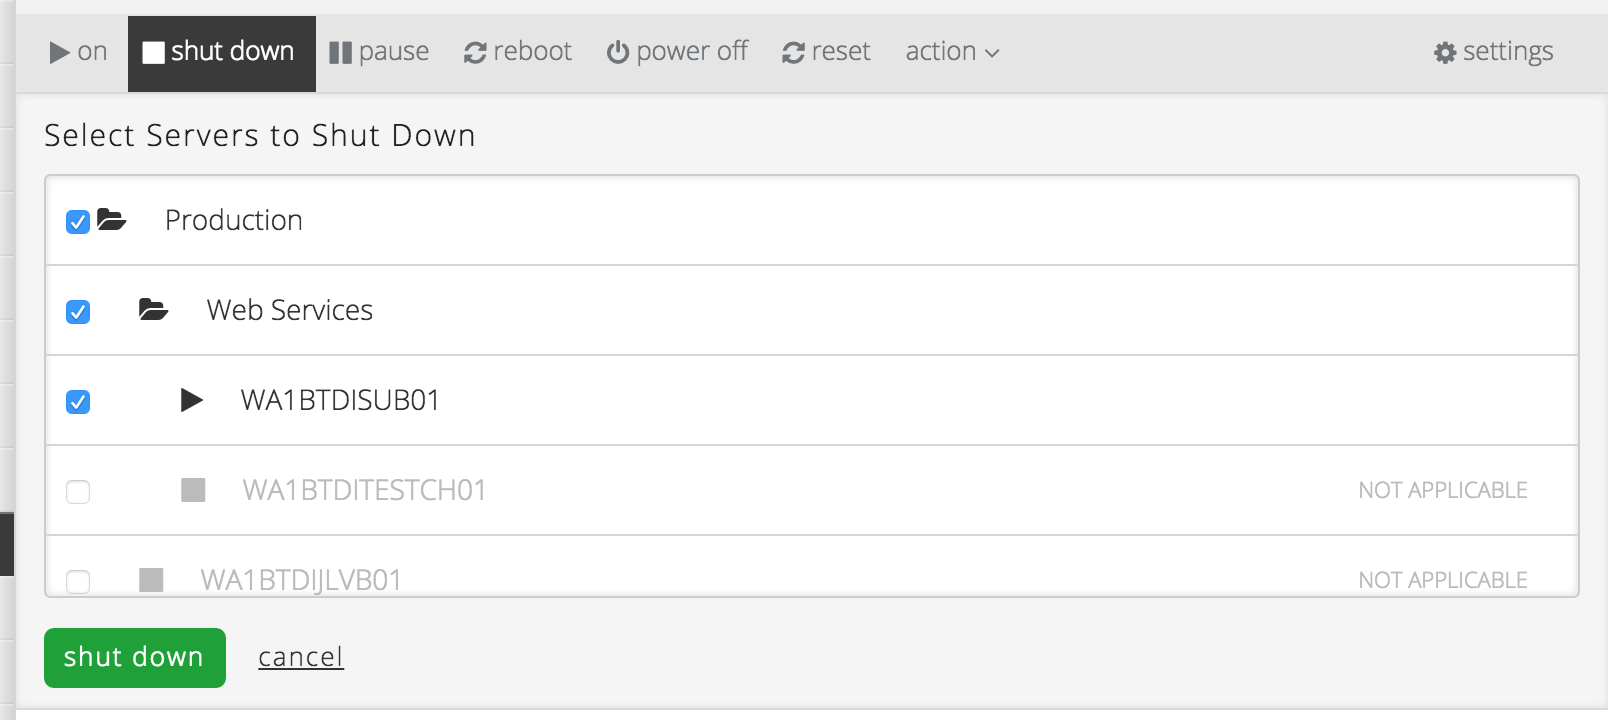 on shut down pause reboot power off reset action settings
Select Servers to Shut Down
Production
Web Services
WA1BTDISUB01
WA1BTDITESTCH01 NOT APPLICABLE
WA1BTDIJLVB01 NOT APPLICABLE
shut down cancel